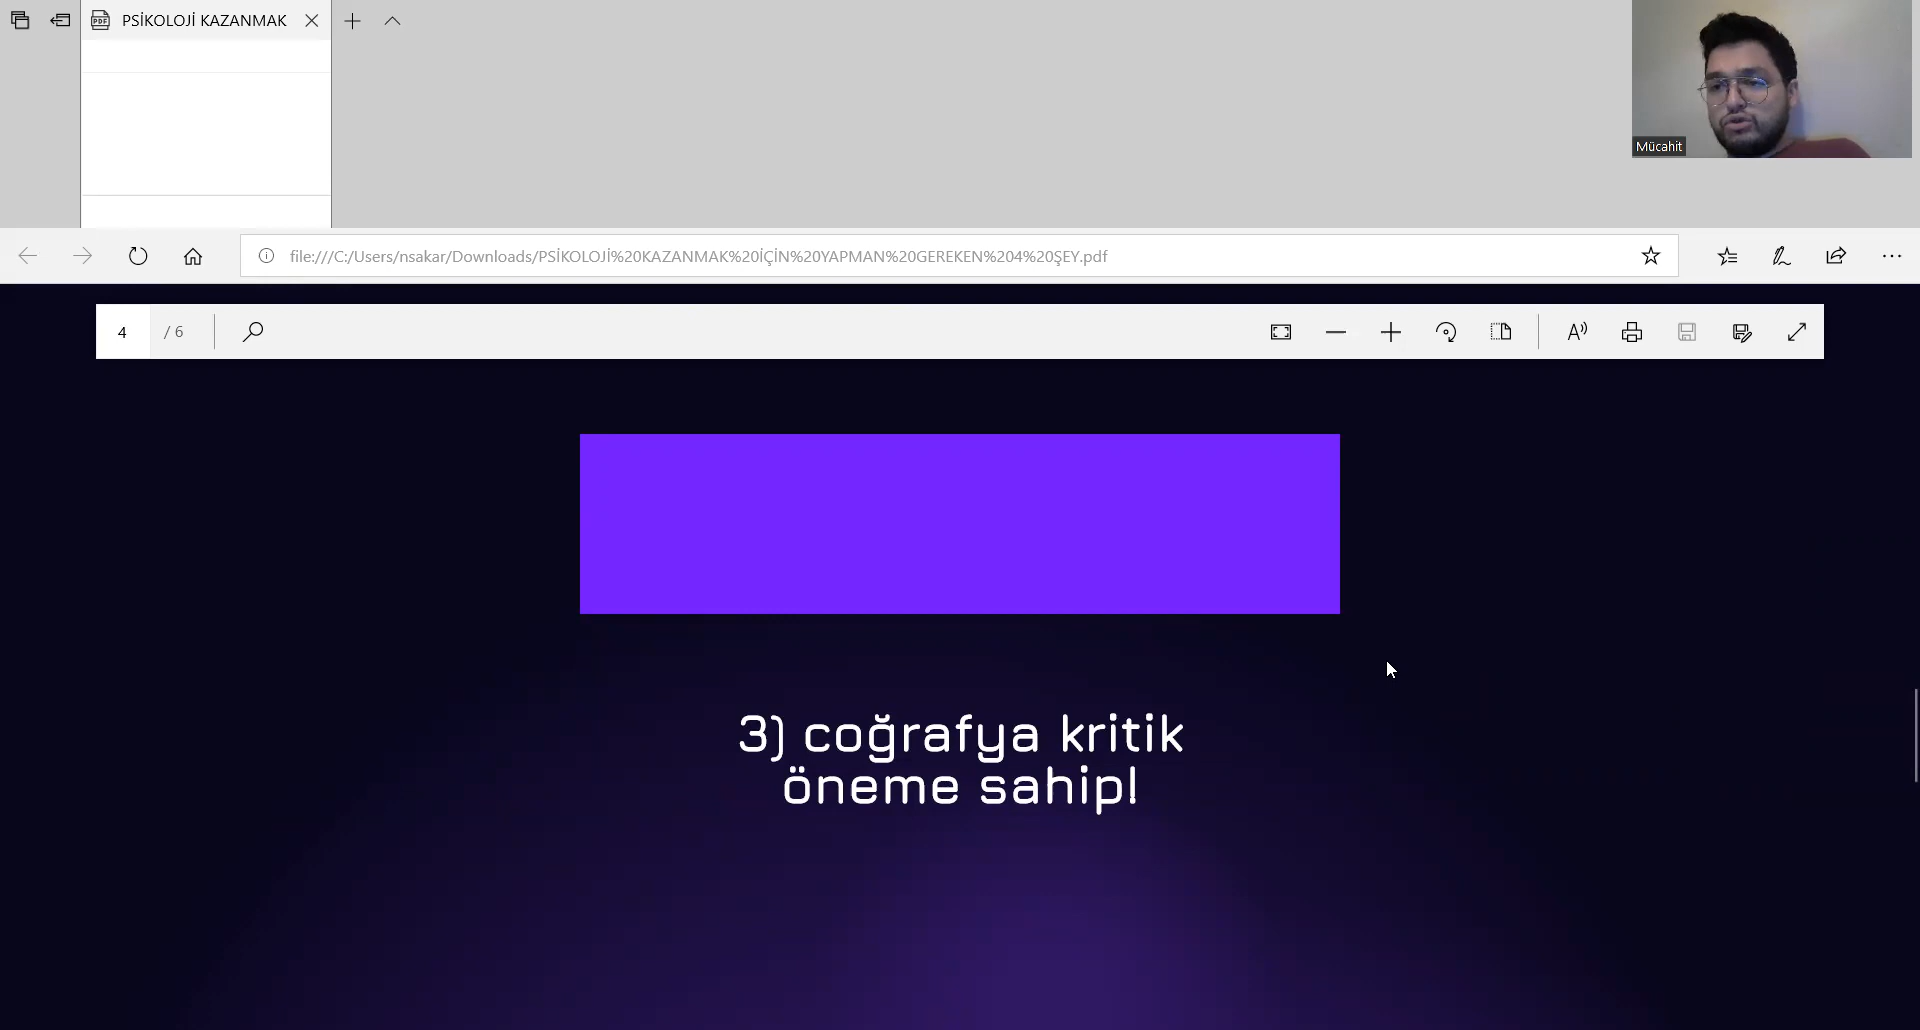 PSİKOLOJİ KAZANMAK
Mücahit
file:///C:/Users/nsakar/Downloads/PSİKOLOJİ%20KAZANMAK%20İÇİN%20YAPMAN%20GEREKEN%204%20ŞEY.pdf
4 / 6
3) coğrafya kritik
öneme sahip!